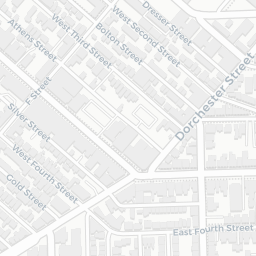 Dresser Street
West Second Street
Bolton Street
West Third Street
Athens Street
Dorchester Street
F Street
Silver Street
West Fourth Street
Gold Street
East Fourth Street